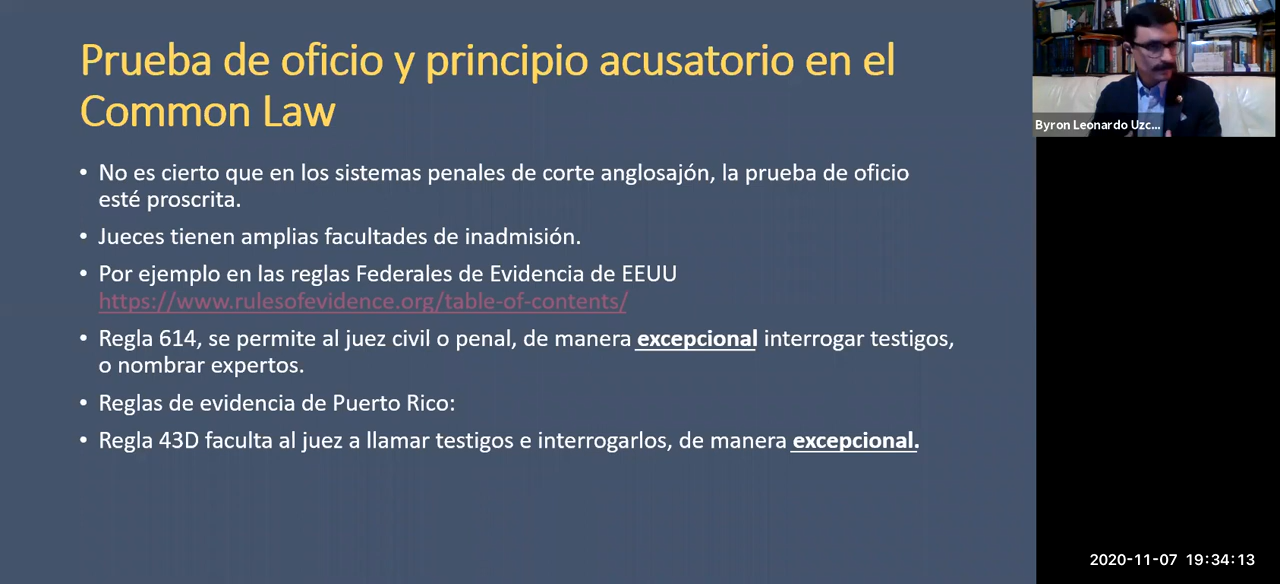 Prueba de oficio y principio acusatorio en el
Common Law
• No es cierto que en los sistemas penales de corte anglosajón, la prueba de oficio
esté proscrita.
• Jueces tienen amplias facultades de inadmisión.
• Por ejemplo en las reglas Federales de Evidencia de EEUU
https://www.rulesofevidence.org/table-of-contents/
• Regla 614, se permite al juez civil o penal, de manera excepcional interrogar testigos,
o nombrar expertos.
• Reglas de evidencia de Puerto Rico:
• Regla 43D faculta al juez a llamar testigos e interrogarlos, de manera excepcional.
Byron Leonardo Uzc...
2020-11-07 19:34:13